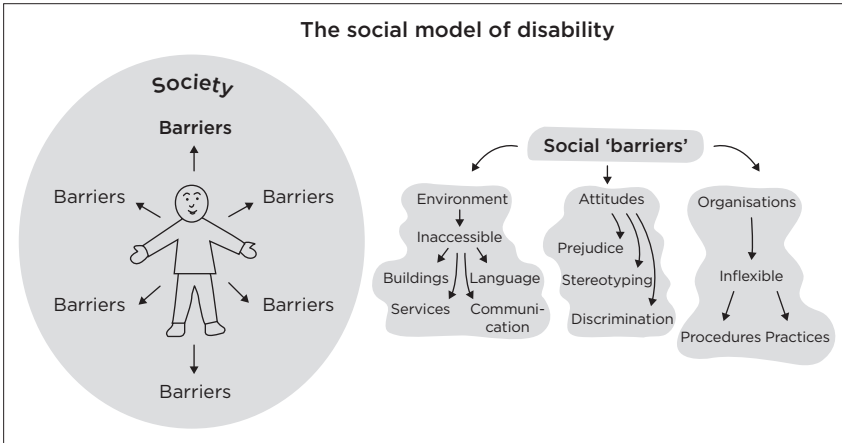 The social model of disability
Society
Barriers
Barriers
Barriers
Barriers
Barriers
Barriers
Social 'barriers'
Environment
Inaccessible
Buildings
Language
Services
Communi-
cation
Attitudes
Prejudice
Stereotyping
Discrimination
Organisations
Inflexible
Procedures
Practices